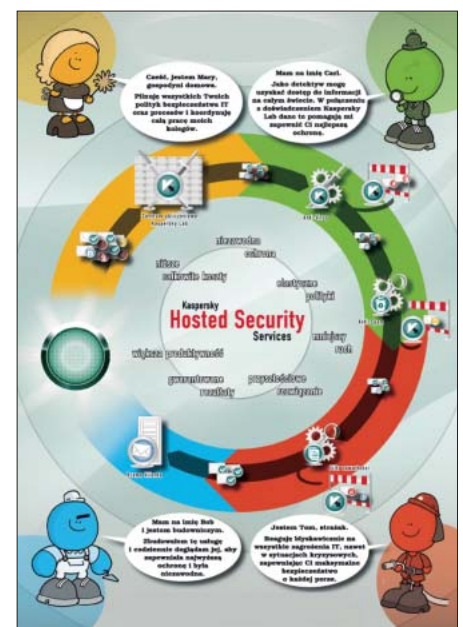 Cześć, jestem Mary,
gospodyni domowa.
Pilnuję wszystkich Twoich
polityk bezpieczeństwa IT
oraz procesów i koordynuję
całą pracę moich
kolegów.
Mam na imię Carl.
Jako detektyw mogę
uzyskać dostęp do informacji
na całym świecie. W połączeniu
z doświadczeniem Kaspersky
Lab dane te pomagają mi
zapewnić Ci najlepszą
ochronę.
Kaspersky Lab
niezawodna
ochrona
niższe
całkowite koszty
elastyczne
polityki
Kaspersky
Hosted Security
Services
mniejszy
ruch
większa produktywność
gwarantowane
rezultaty
przyszłościowe
rozwiązanie
Mam na imię Bob
i jestem budowniczym.
Zbudowałem tę usługę
i codziennie doglądam jej, aby
zapewniała najwyższą
ochronę i była
niezawodna.
Jestem Tom, strażak.
Reaguję błyskawicznie na
wszystkie zagrożenia IT, nawet
w sytuacjach kryzysowych,
zapewniając Ci maksymalne
bezpieczeństwo
o każdej porze.